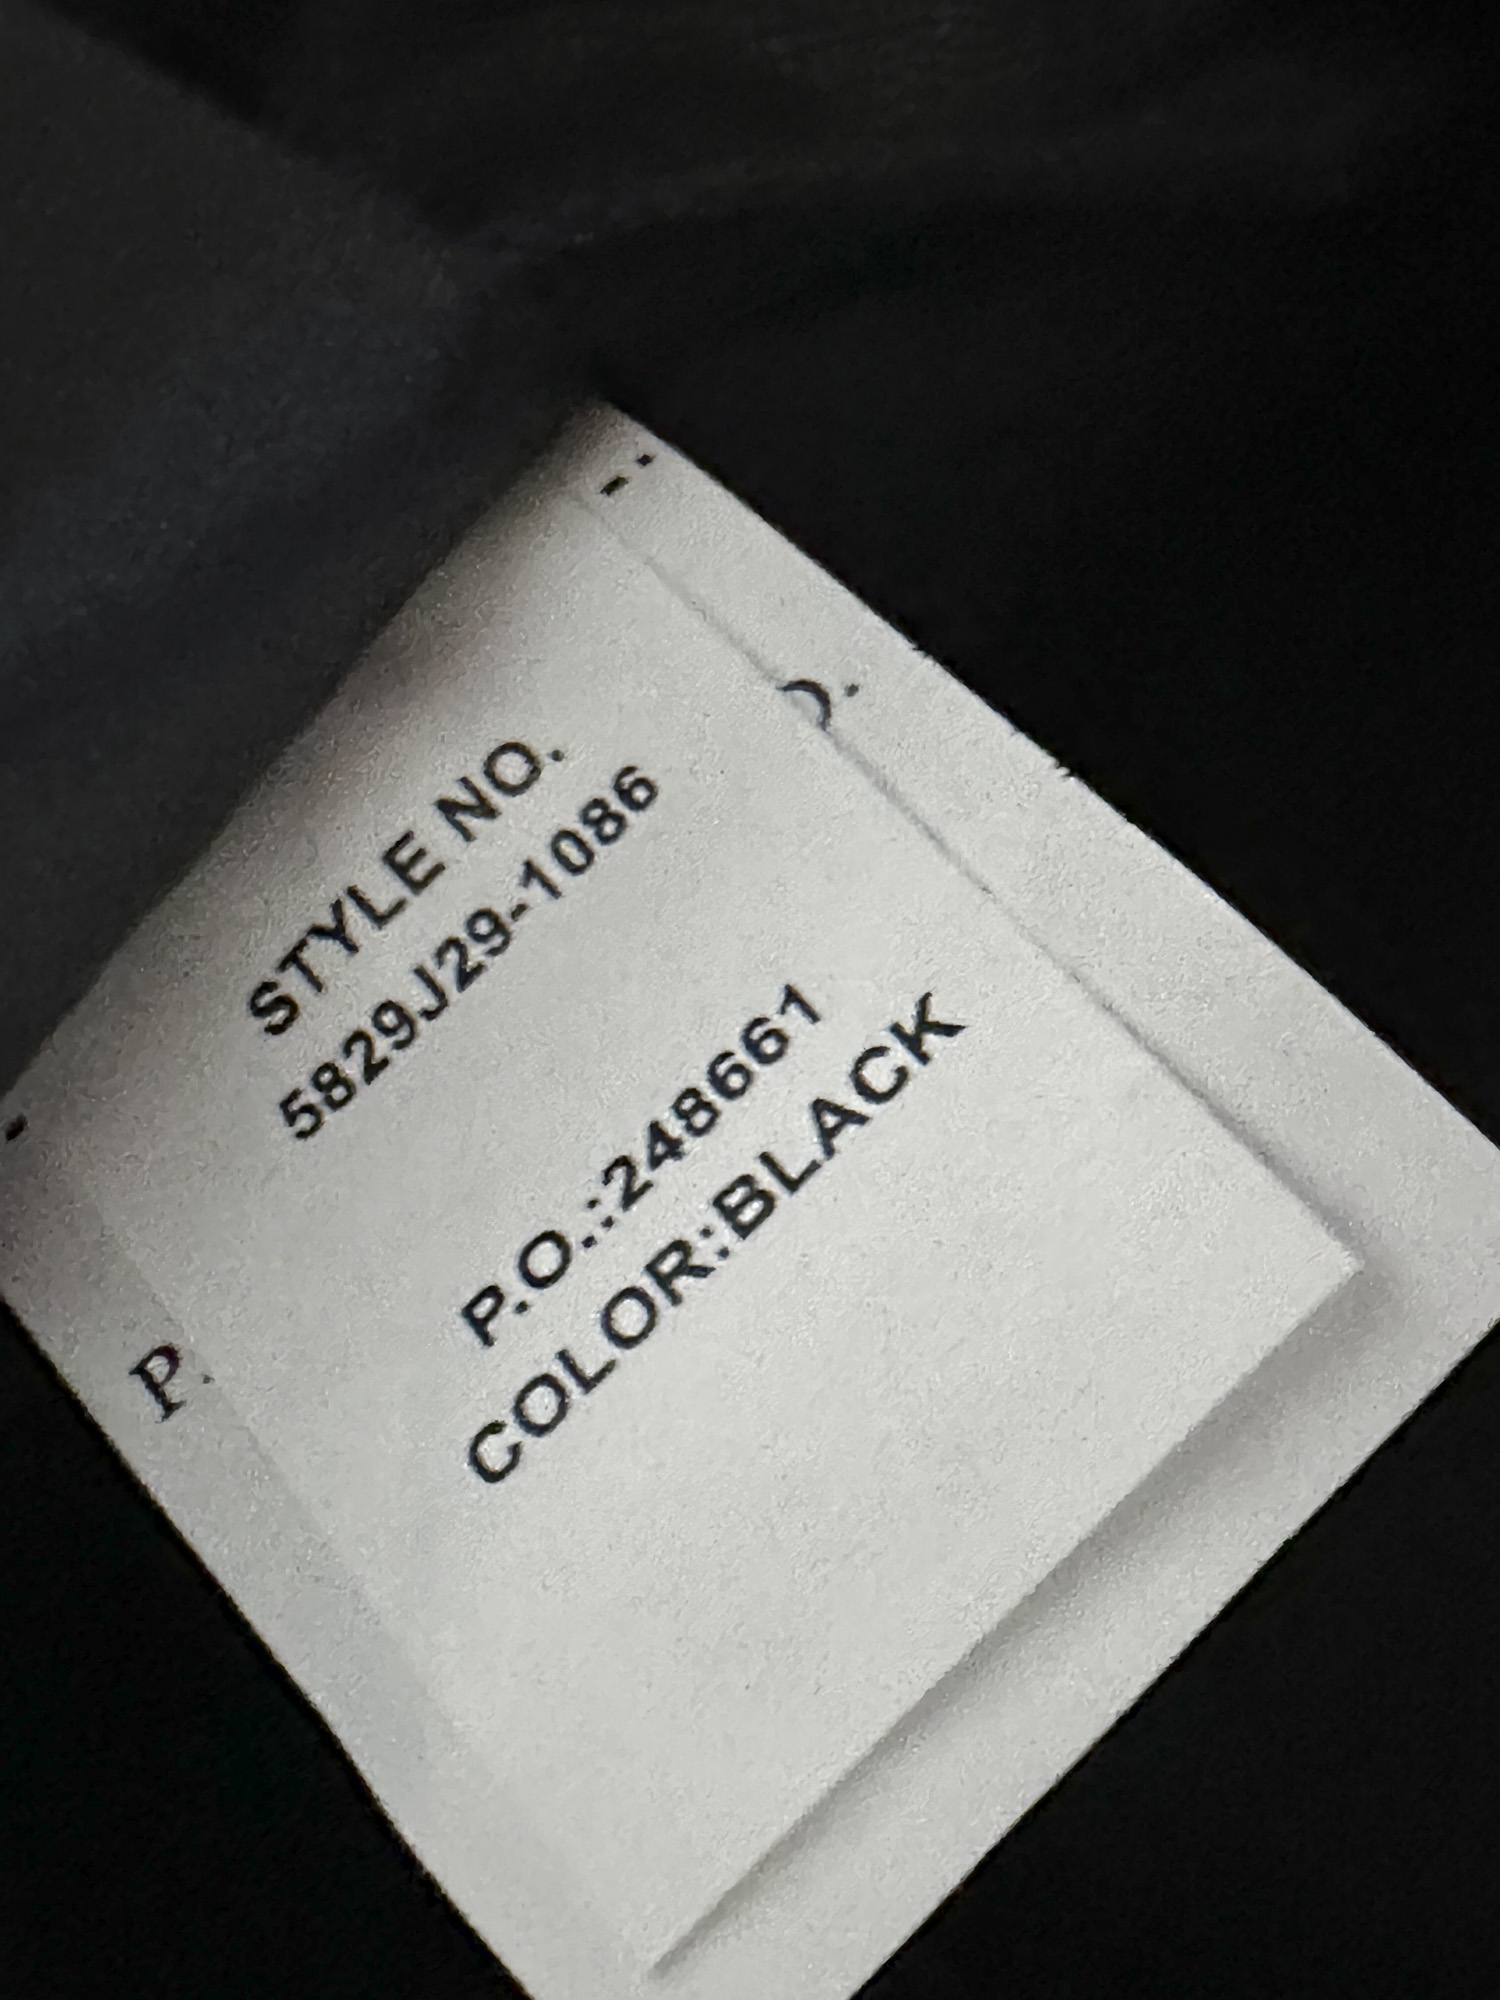 STYLE NO.
5829J29-1086
P.O.:248661
COLOR:BLACK
P.